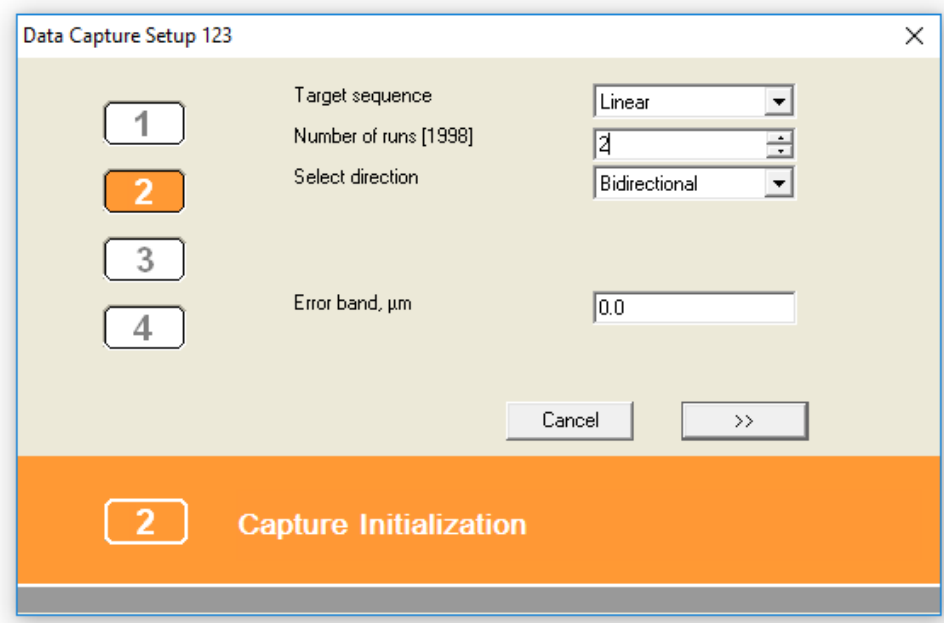 Data Capture Setup 123
1
Target sequence
Linear
Number of runs [1998]
2
2
Select direction
Bidirectional
3
4
Error band, µm
0.0
Cancel
>>
2 Capture Initialization